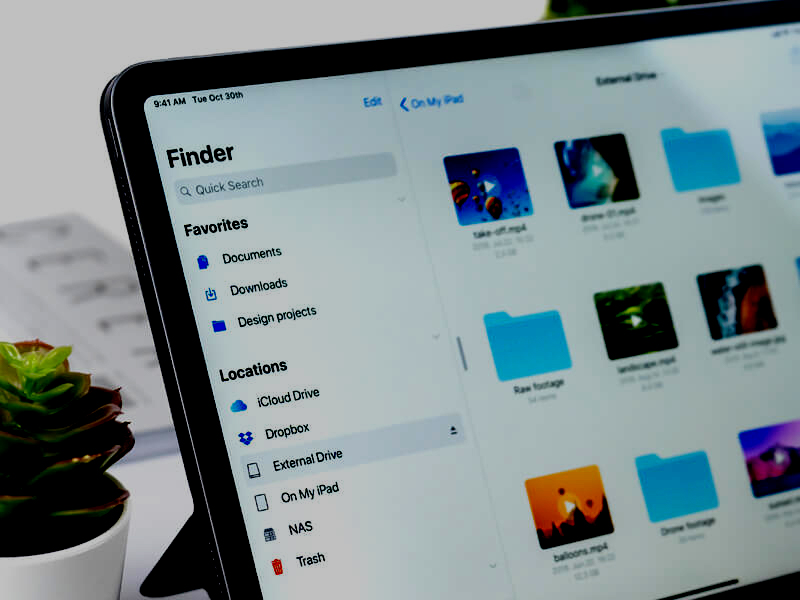 9:41 AM Tue Oct 30th
Edit
Finder
Quick Search
Favorites
Documents
Downloads
Design projects
Locations
iCloud Drive
Dropbox
External Drive
On My iPad
NAS
Trash
On My iPad
External Drive
take-off.mp4
drone-01.mp4
Images
Raw footage
landscape.mp4
balloons.mp4
Drone footage